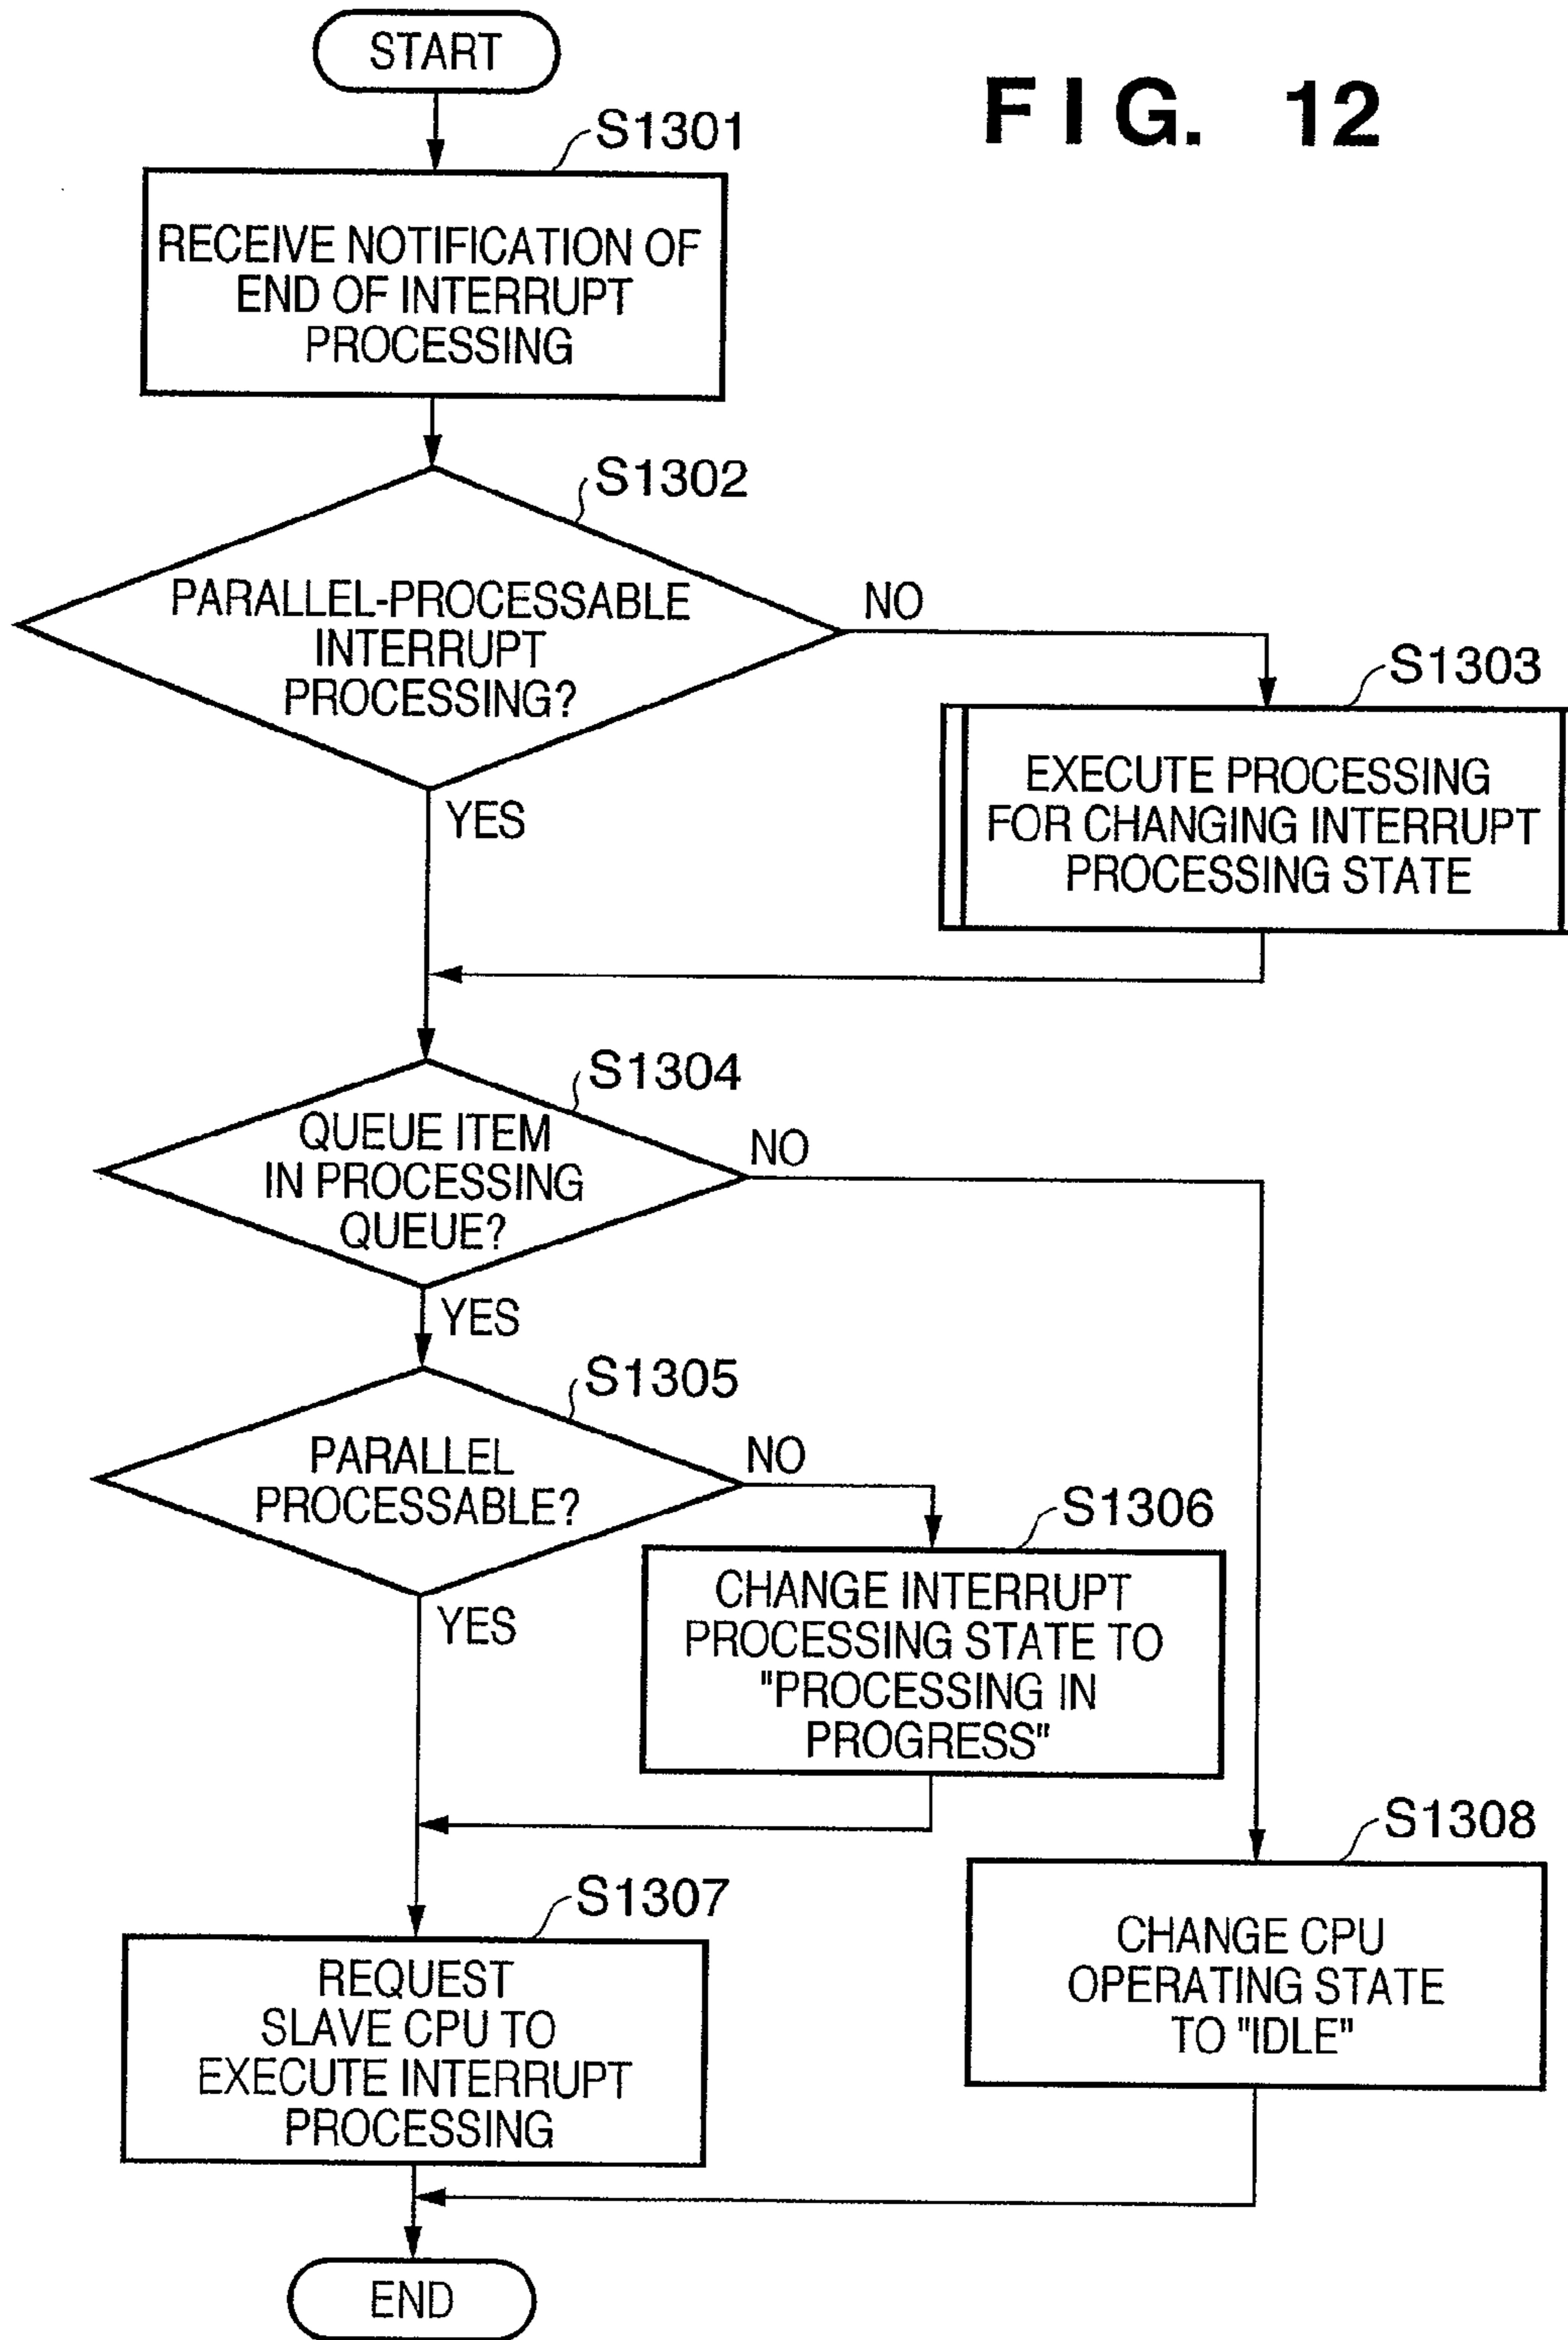 START
FIG. 12
S1301
RECEIVE NOTIFICATION OF
END OF INTERRUPT
PROCESSING
S1302
PARALLEL-PROCESSABLE
INTERRUPT
PROCESSING?
NO
YES
S1303
EXECUTE PROCESSING
FOR CHANGING INTERRUPT
PROCESSING STATE
S1304
QUEUE ITEM
IN PROCESSING
QUEUE?
NO
YES
S1305
PARALLEL
PROCESSABLE?
NO
YES
S1306
CHANGE INTERRUPT
PROCESSING STATE TO
"PROCESSING IN
PROGRESS"
S1307
REQUEST
SLAVE CPU TO
EXECUTE INTERRUPT
PROCESSING
S1308
CHANGE CPU
OPERATING STATE
TO "IDLE"
END